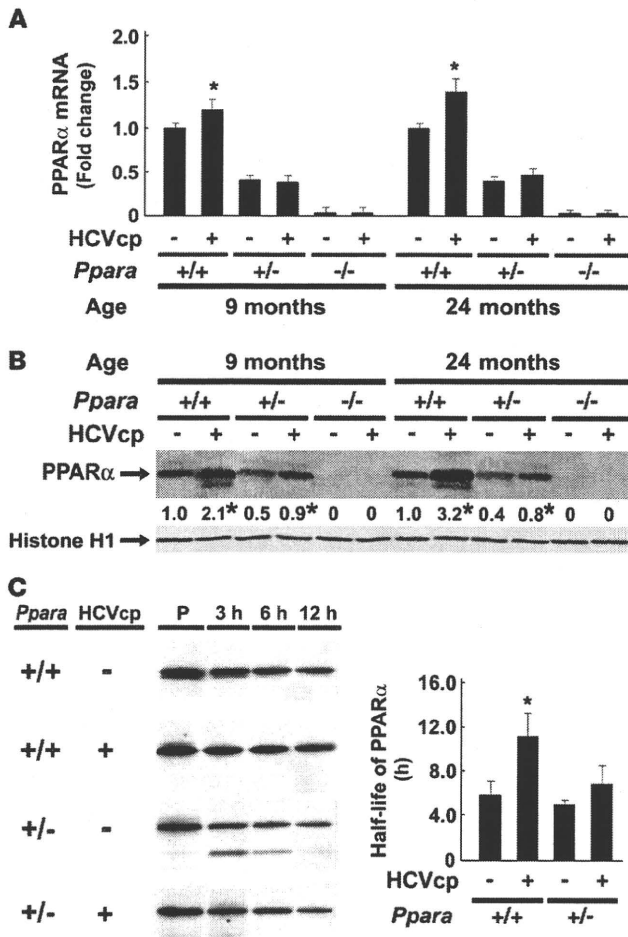 A
PPARα mRNA
(Fold change)
2.0
1.5
1.0
0.5
0
* *
HCVcp - + - + - + - + - + - +
Ppara +/+ +/- -/- +/+ +/- -/-
Age 9 months 24 months
B
Age 9 months 24 months
Ppara +/+ +/- -/- +/+ +/- -/-
HCVcp - + - + - + - + - + - +
PPARα
1.0 2.1* 0.5 0.9* 0 0 1.0 3.2* 0.4 0.8* 0 0
Histone H1
C
Ppara HCVcp P 3 h 6 h 12 h
+/+ -
+/+ +
+/- -
+/- +
Half-life of PPARα
(h)
16.0
12.0
8.0
4.0
0
*
HCVcp - + - +
Ppara +/+ +/-